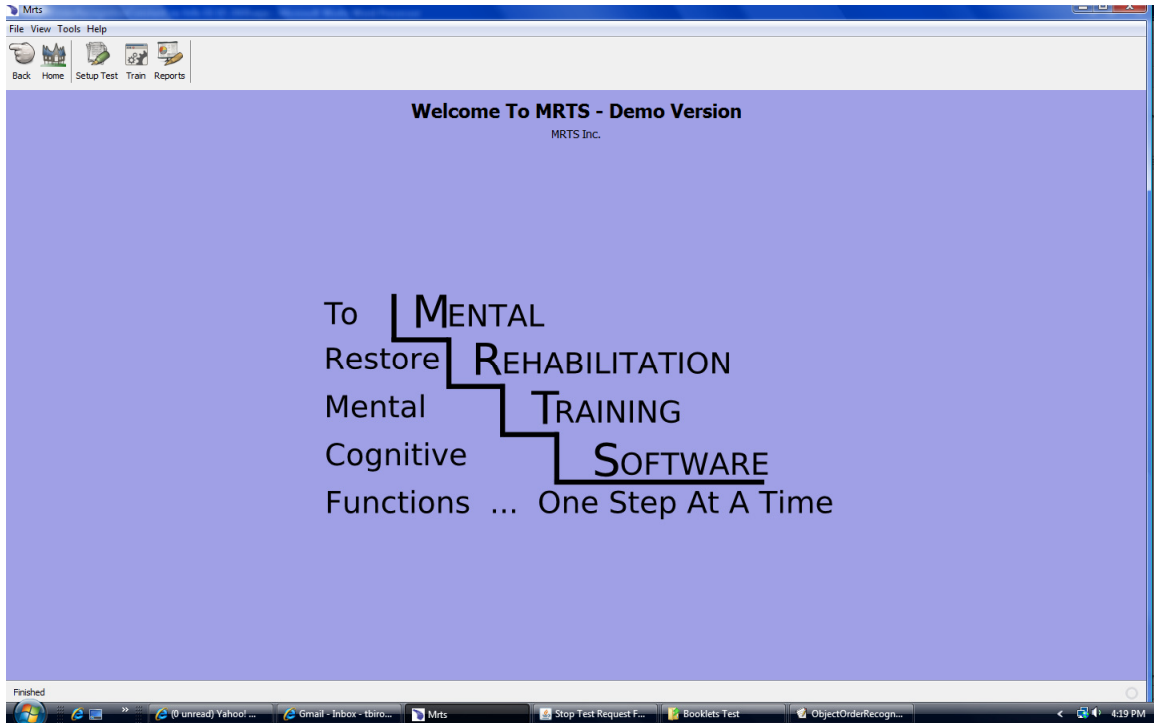 Mrts
File View Tools Help
Back Home Setup Test Train Reports
Welcome To MRTS - Demo Version
MRTS Inc.
To MENTAL
Restore REHABILITATION
Mental TRAINING
Cognitive SOFTWARE
Functions ... One Step At A Time
Finished
(0 unread) Yahoo! ... Gmail - Inbox - tbiro... Mrts Stop Test Request F... Booklets Test ObjectOrderRecogn... 4:19 PM